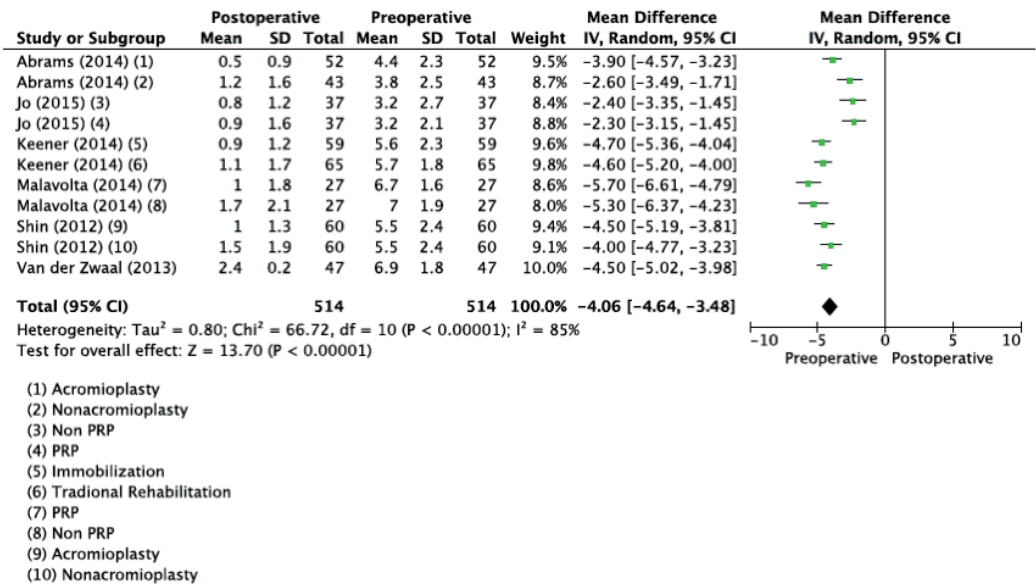 Postoperative Preoperative Mean Difference Mean Difference
Study or Subgroup Mean SD Total Mean SD Total Weight IV, Random, 95% CI IV, Random, 95% CI
Abrams (2014) (1) 0.5 0.9 52 4.4 2.3 52 9.5% −3.90 [−4.57, −3.23]
Abrams (2014) (2) 1.2 1.6 43 3.8 2.5 43 8.6% −2.60 [−3.49, −1.71]
Jo (2015) (3) 0.8 1.2 37 3.2 2.7 37 8.4% −2.40 [−3.35, −1.45]
Jo (2015) (4) 0.9 1.6 37 3.2 2.1 37 8.8% −2.30 [−3.15, −1.45]
Keener (2014) (5) 0.9 1.2 59 5.6 2.3 59 9.6% −4.70 [−5.36, −4.04]
Keener (2014) (6) 1.1 1.7 65 5.7 1.8 65 9.8% −4.60 [−5.20, −4.00]
Malavolta (2014) (7) 1 1.8 27 6.7 1.6 27 8.6% −5.70 [−6.61, −4.79]
Malavolta (2014) (8) 1.7 2.1 27 7 1.9 27 8.0% −5.30 [−6.37, −4.23]
Shin (2012) (9) 1 1.3 60 5.5 2.4 60 9.4% −4.50 [−5.19, −3.81]
Shin (2012) (10) 1.5 1.9 60 5.5 2.4 60 9.1% −4.00 [−4.77, −3.23]
Van der Zwaal (2013) 2.4 0.2 47 6.9 1.8 47 10.0% −4.50 [−5.02, −3.98]
Total (95% CI) 514 514 100.0% −4.06 [−4.64, −3.48]
Heterogeneity: Tau² = 0.80; Chi² = 66.72, df = 10 (P < 0.00001); I² = 85%
Test for overall effect: Z = 13.70 (P < 0.00001)
−10 −5 0 5 10
Preoperative Postoperative
(1) Acromioplasty
(2) Nonacromioplasty
(3) Non PRP
(4) PRP
(5) Immobilization
(6) Tradional Rehabilitation
(7) PRP
(8) Non PRP
(9) Acromioplasty
(10) Nonacromioplasty